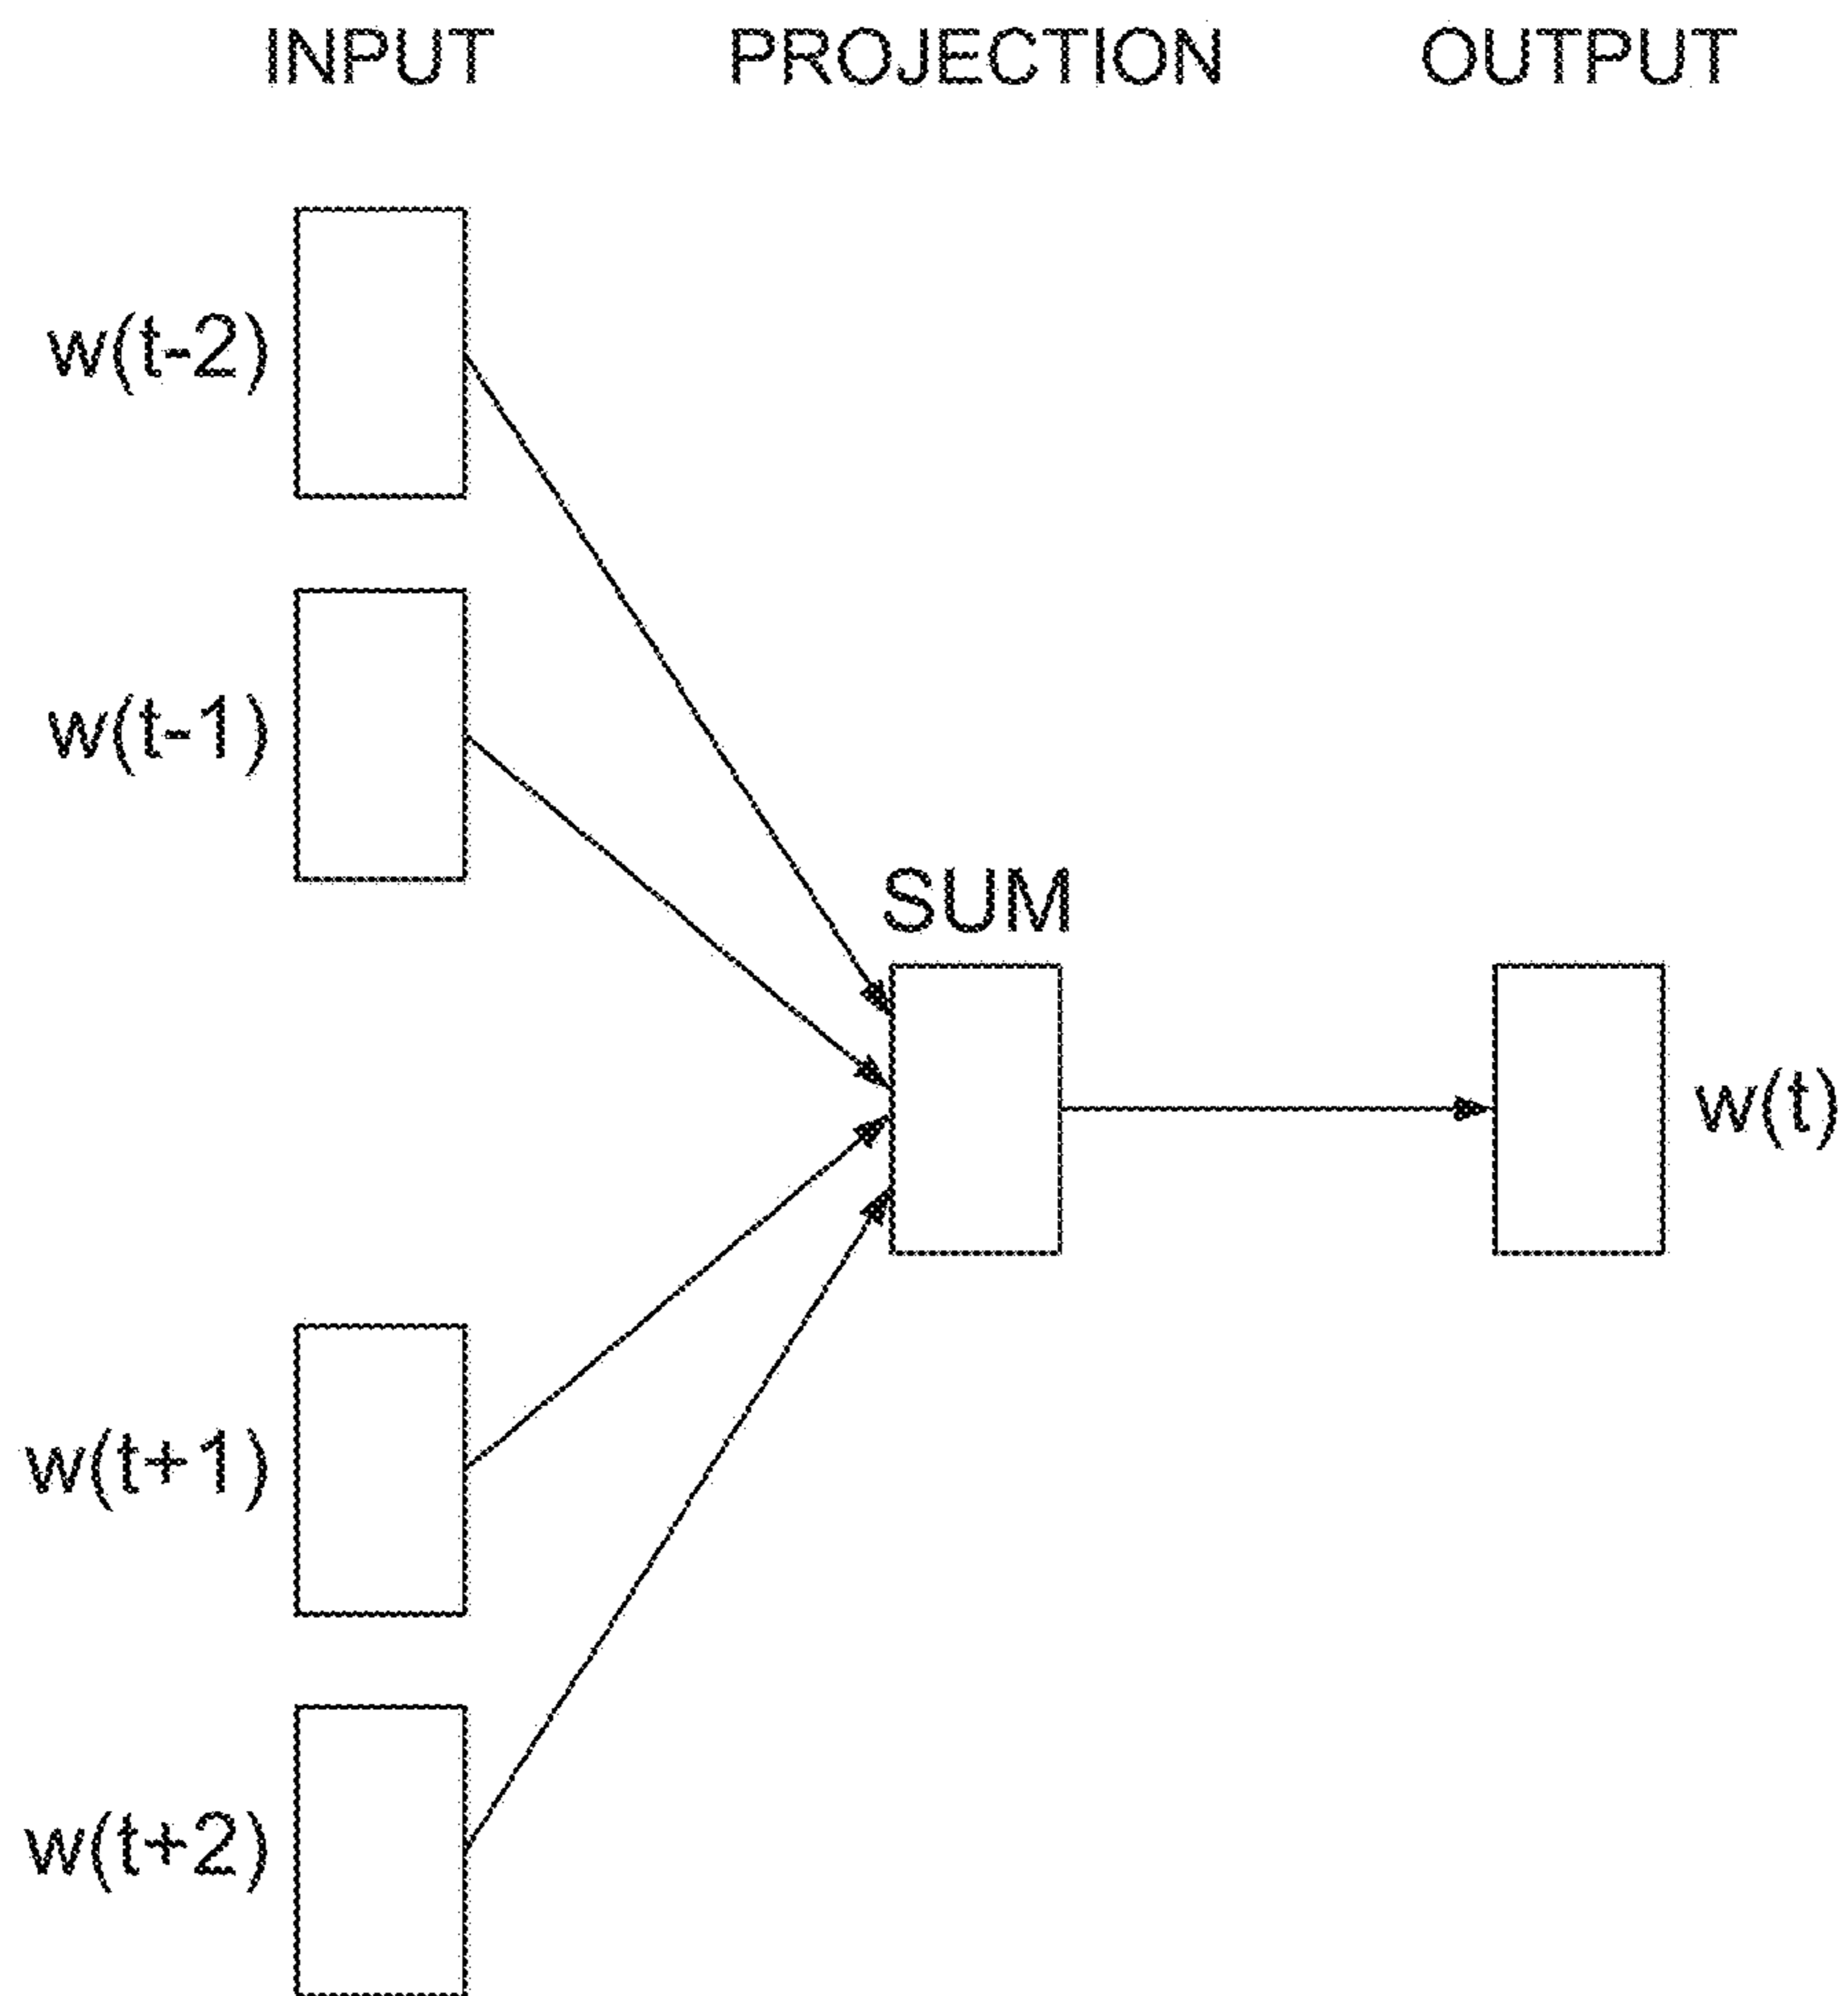 INPUT PROJECTION OUTPUT
w(t-2)
w(t-1)
SUM
w(t)
w(t+1)
w(t+2)